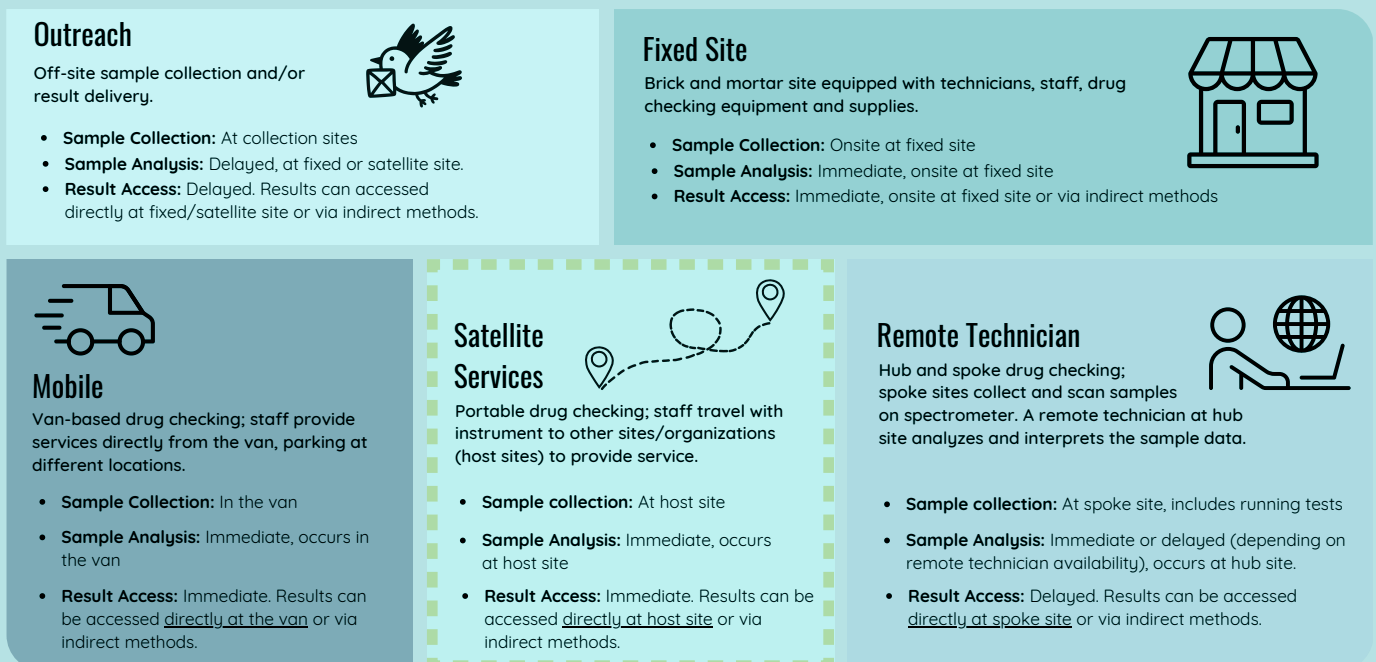 Outreach
Off-site sample collection and/or
result delivery.
• Sample Collection: At collection sites
• Sample Analysis: Delayed, at fixed or satellite site.
• Result Access: Delayed. Results can accessed
directly at fixed/satellite site or via indirect methods.
Fixed Site
Brick and mortar site equipped with technicians, staff, drug
checking equipment and supplies.
• Sample Collection: Onsite at fixed site
• Sample Analysis: Immediate, onsite at fixed site
• Result Access: Immediate, onsite at fixed site or via indirect methods
Mobile
Van-based drug checking; staff provide
services directly from the van, parking at
different locations.
• Sample Collection: In the van
• Sample Analysis: Immediate, occurs in
the van
• Result Access: Immediate. Results can
be accessed directly at the van or via
indirect methods.
Satellite
Services
Portable drug checking; staff travel with
instrument to other sites/organizations
(host sites) to provide service.
• Sample collection: At host site
• Sample Analysis: Immediate, occurs
at host site
• Result Access: Immediate. Results can be
accessed directly at host site or via
indirect methods.
Remote Technician
Hub and spoke drug checking;
spoke sites collect and scan samples
on spectrometer. A remote technician at hub
site analyzes and interprets the sample data.
• Sample collection: At spoke site, includes running tests
• Sample Analysis: Immediate or delayed (depending on
remote technician availability), occurs at hub site.
• Result Access: Delayed. Results can be accessed
directly at spoke site or via indirect methods.